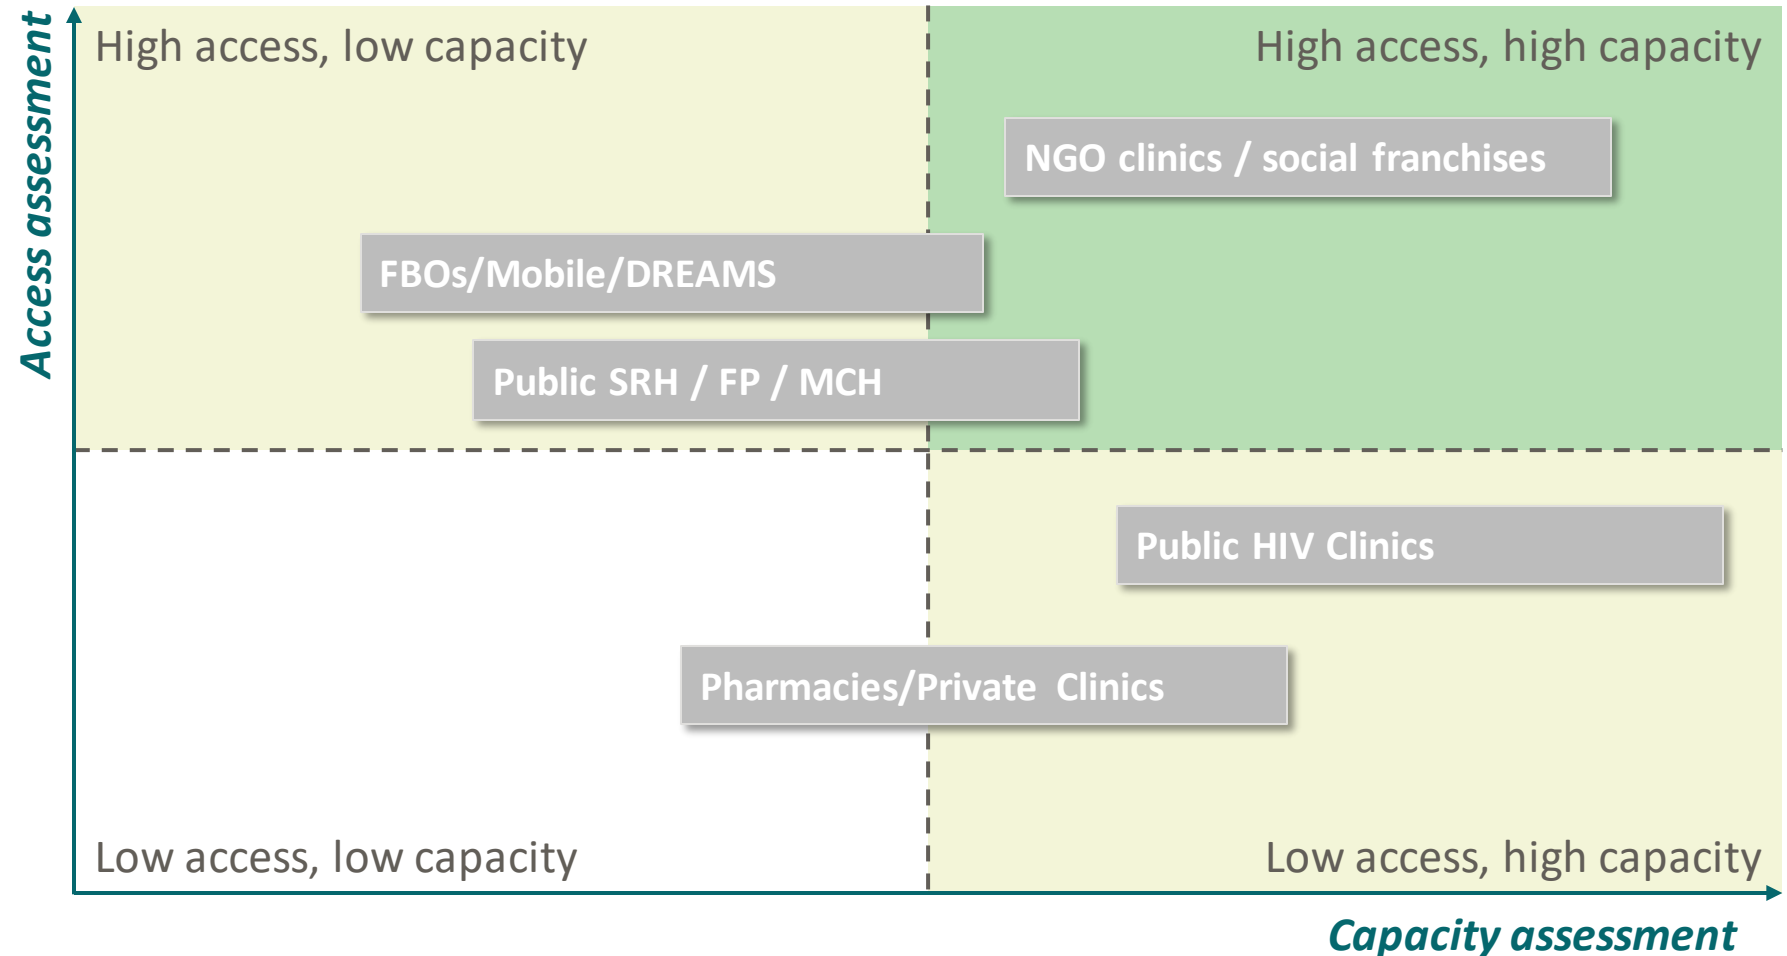 Access assessment
High access, low capacity
High access, high capacity
NGO clinics / social franchises
FBOs/Mobile/DREAMS
Public SRH / FP / MCH
Public HIV Clinics
Pharmacies/Private Clinics
Low access, low capacity
Low access, high capacity
Capacity assessment